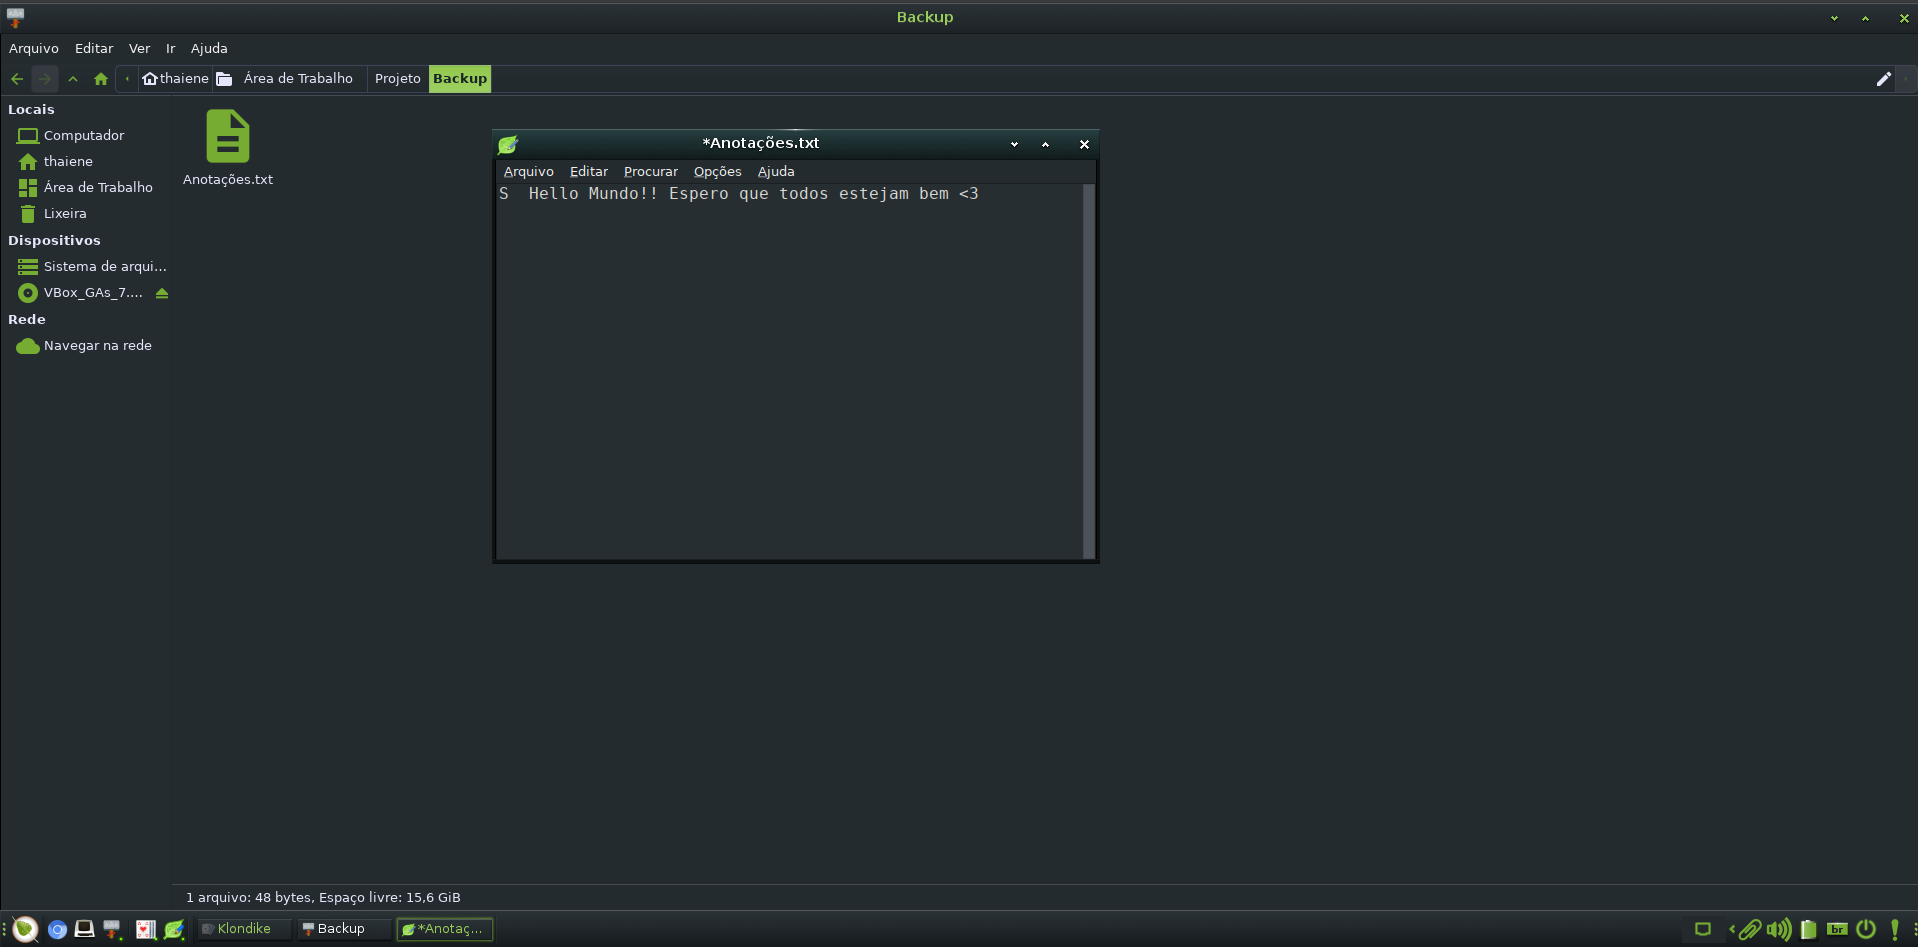 Backup
Arquivo Editar Ver Ir Ajuda
thaiene Área de Trabalho Projeto Backup
Locais
Computador
thaiene
Área de Trabalho
Lixeira
Dispositivos
Sistema de arqui...
VBox_GAs_7....
Rede
Navegar na rede
Anotações.txt
*Anotações.txt
Arquivo Editar Procurar Opções Ajuda
S  Hello Mundo!! Espero que todos estejam bem <3
1 arquivo: 48 bytes, Espaço livre: 15,6 GiB
Klondike Backup *Anotaç... br